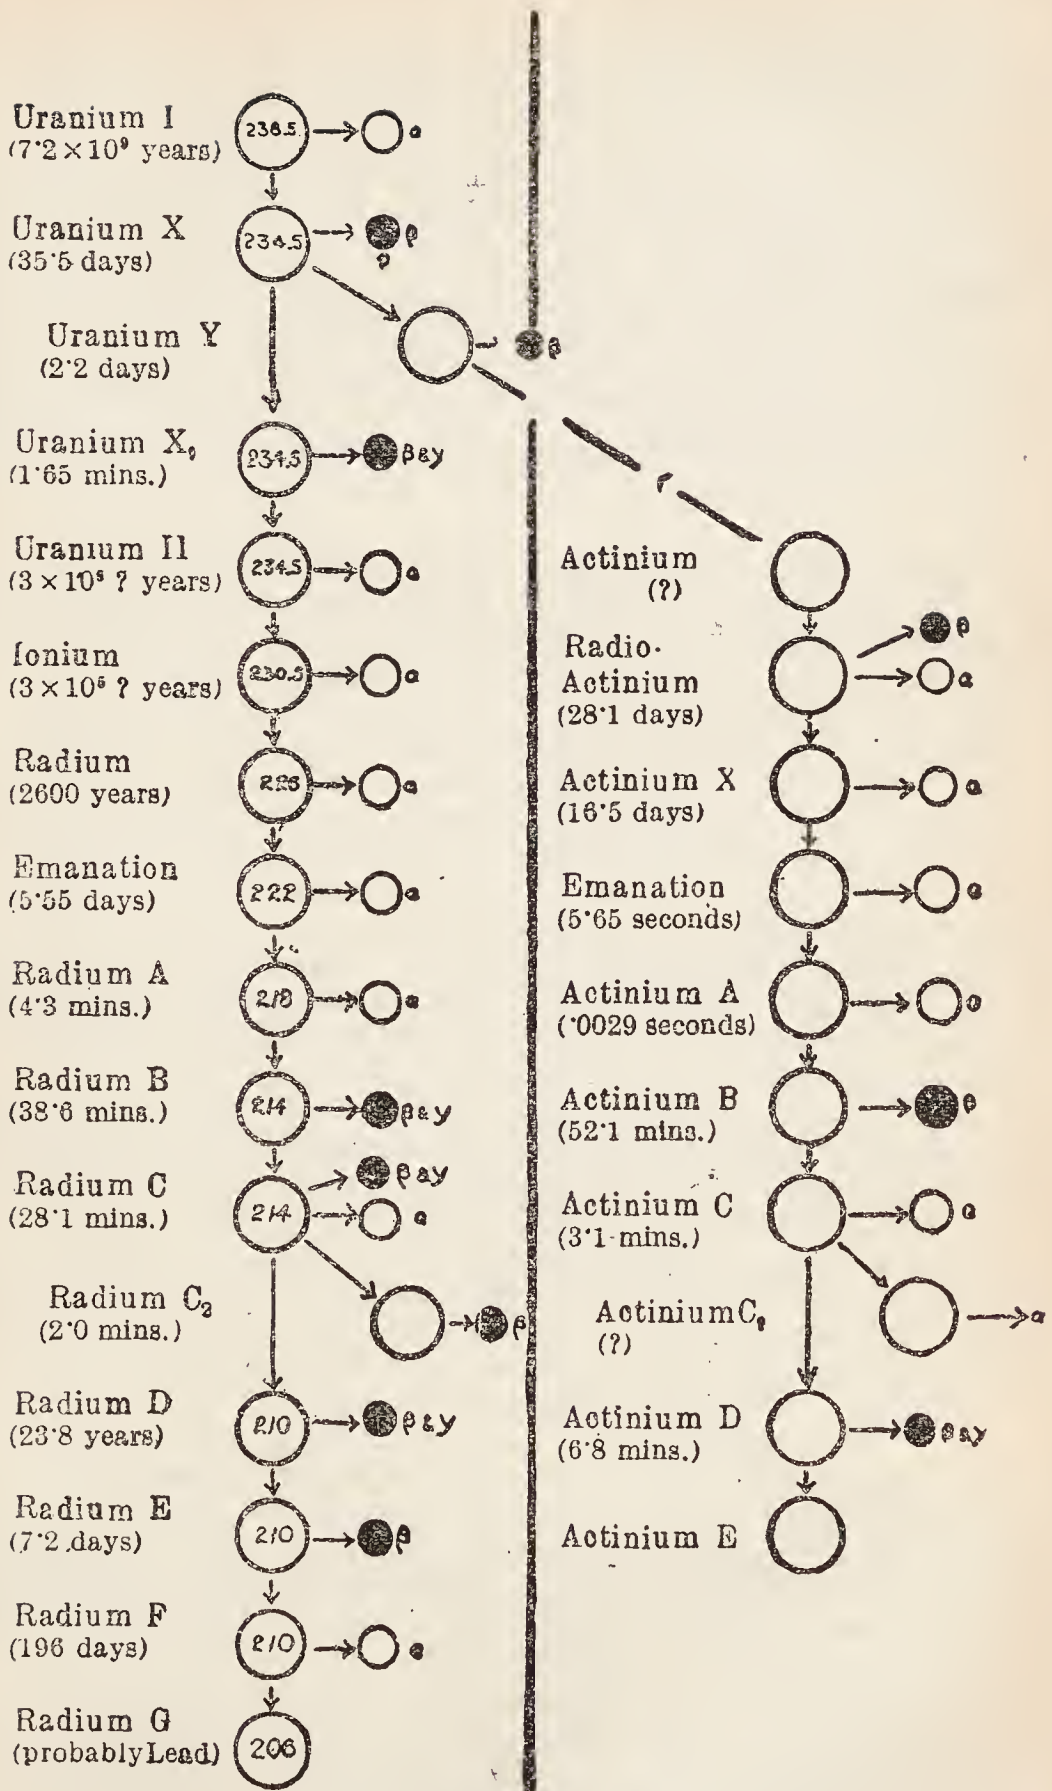 Uranium I
(7·2 × 10⁹ years)
238.5
α
Uranium X
(35·5 days)
234.5
β
?
Uranium Y
(2·2 days)
β
Uranium X₂
(1·65 mins.)
234.5
β & γ
Uranium II
(3 × 10⁵ ? years)
234.5
α
Ionium
(3 × 10⁵ ? years)
230.5
α
Radium
(2600 years)
226
α
Emanation
(5·55 days)
222
α
Radium A
(4·3 mins.)
218
α
Radium B
(38·6 mins.)
214
β & γ
Radium C
(28·1 mins.)
214
β & γ
α
Radium C₂
(2·0 mins.)
β
Radium D
(23·8 years)
210
β & γ
Radium E
(7·2 days)
210
β
Radium F
(196 days)
210
α
Radium G
(probably Lead)
206
?
Actinium
(?)
Radio-
Actinium
(28·1 days)
β
α
Actinium X
(16·5 days)
α
Emanation
(5·65 seconds)
α
Actinium A
(·0029 seconds)
α
Actinium B
(52·1 mins.)
β
Actinium C
(3·1 mins.)
α
Actinium C₂
(?)
α
Actinium D
(6·8 mins.)
β & γ
Actinium E